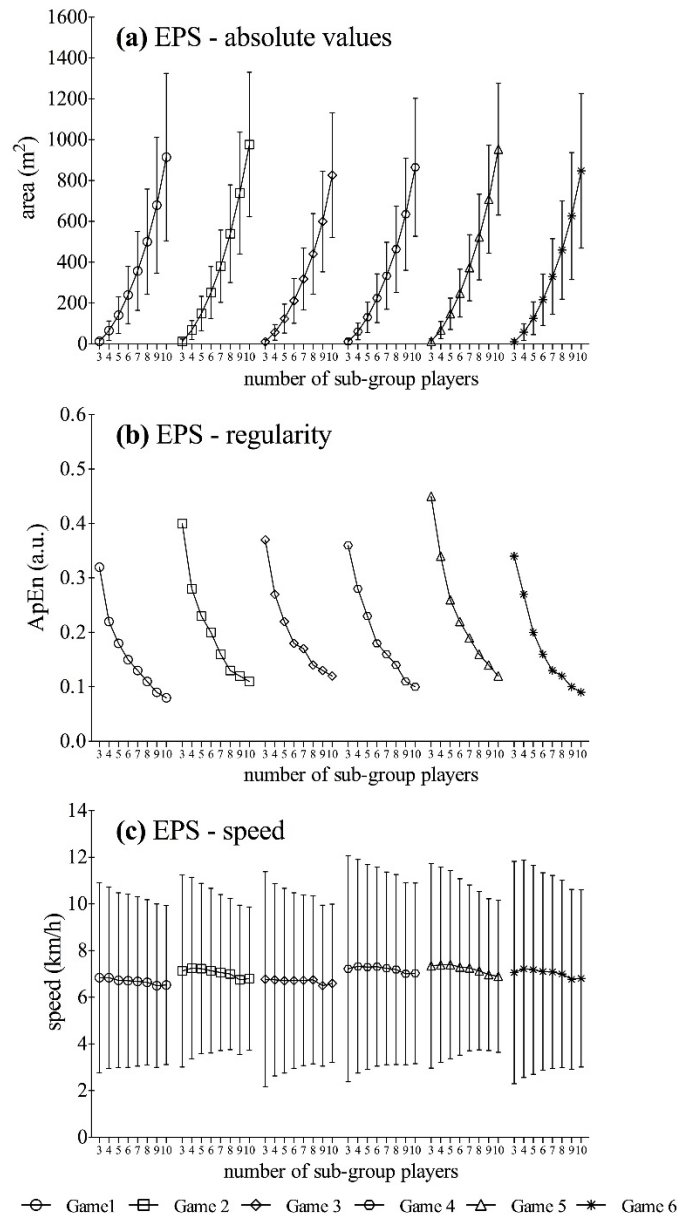 (a) EPS - absolute values
area (m²)
1600
1400
1200
1000
800
600
400
200
0
3 4 5 6 7 8 9 10 3 4 5 6 7 8 9 10 3 4 5 6 7 8 9 10 3 4 5 6 7 8 9 10 3 4 5 6 7 8 9 10 3 4 5 6 7 8 9 10
number of sub-group players
(b) EPS - regularity
ApEn (a.u.)
0.6
0.5
0.4
0.3
0.2
0.1
0.0
3 4 5 6 7 8 9 10 3 4 5 6 7 8 9 10 3 4 5 6 7 8 9 10 3 4 5 6 7 8 9 10 3 4 5 6 7 8 9 10 3 4 5 6 7 8 9 10
number of sub-group players
(c) EPS - speed
speed (km/h)
14
12
10
8
6
4
2
0
3 4 5 6 7 8 9 10 3 4 5 6 7 8 9 10 3 4 5 6 7 8 9 10 3 4 5 6 7 8 9 10 3 4 5 6 7 8 9 10 3 4 5 6 7 8 9 10
number of sub-group players
Game1 Game 2 Game 3 Game 4 Game 5 Game 6